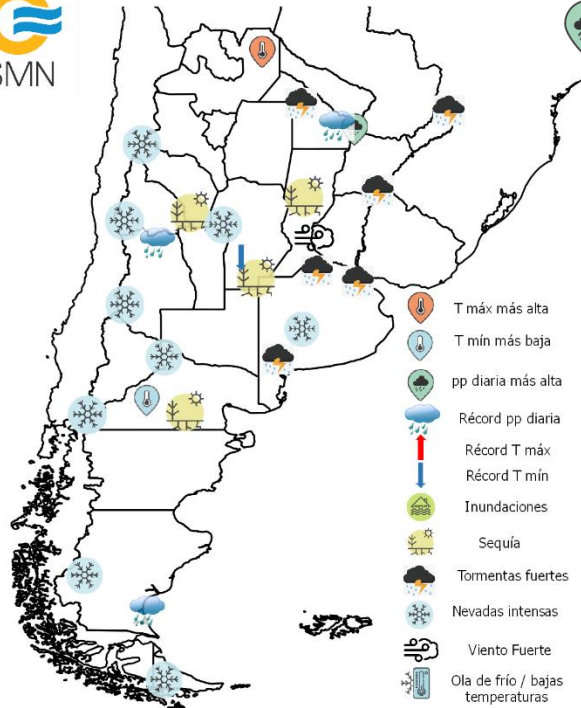 SMN
T máx más alta
T mín más baja
pp diaria más alta
Récord pp diaria
Récord T máx
Récord T mín
Inundaciones
Sequía
Tormentas fuertes
Nevadas intensas
Viento Fuerte
Ola de frío / bajas
temperaturas